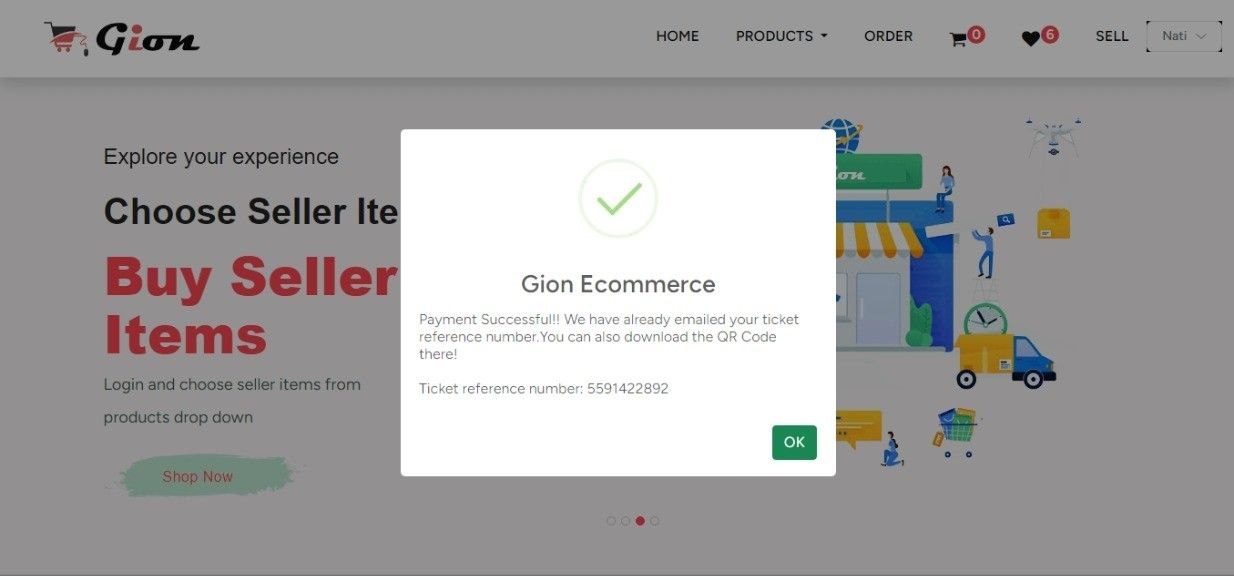 Gion
HOME PRODUCTS ORDER 0 6 SELL Nati
Explore your experience
Choose Seller Ite
Buy Seller
Items
Login and choose seller items from
products drop down
Shop Now
ion
Gion Ecommerce
Payment Successful!! We have already emailed your ticket
reference number.You can also download the QR Code
there!
Ticket reference number: 5591422892
OK